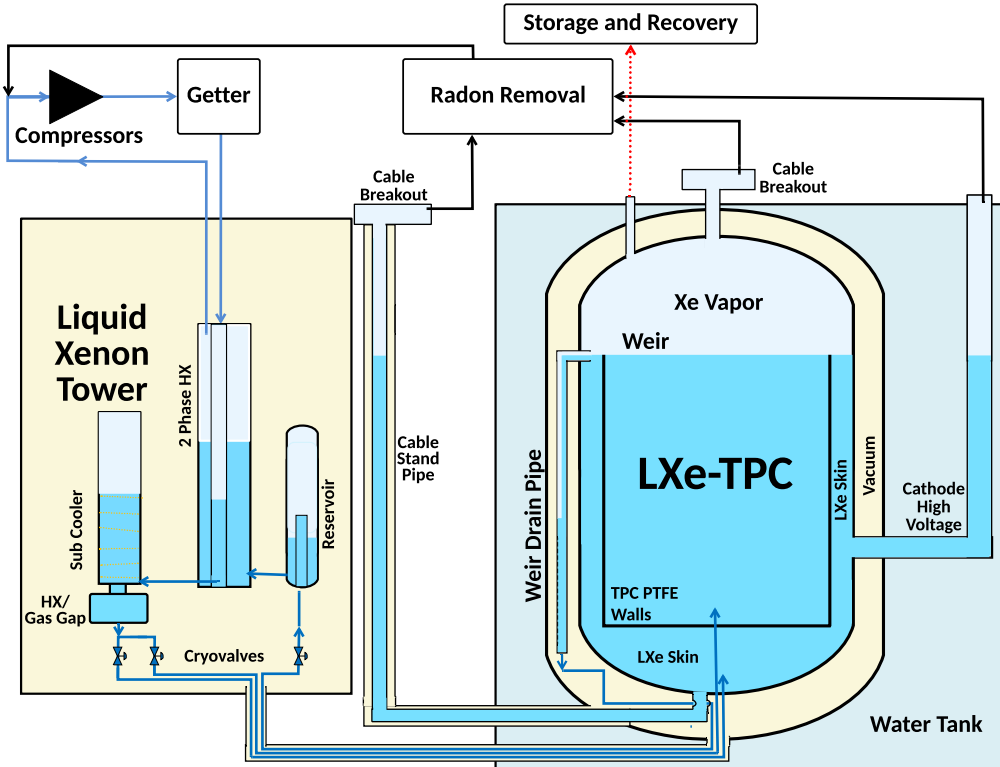 Storage and Recovery
Getter
Radon Removal
Compressors
Cable
Breakout
Cable
Breakout
Liquid
Xenon
Tower
Xe Vapor
Weir
2 Phase HX
Cable
Stand
Pipe
LXe-TPC
LXe Skin
Vacuum
Sub Cooler
Reservoir
Weir Drain Pipe
Cathode
High
Voltage
HX/
Gas Gap
TPC PTFE
Walls
Cryovalves
LXe Skin
Water Tank